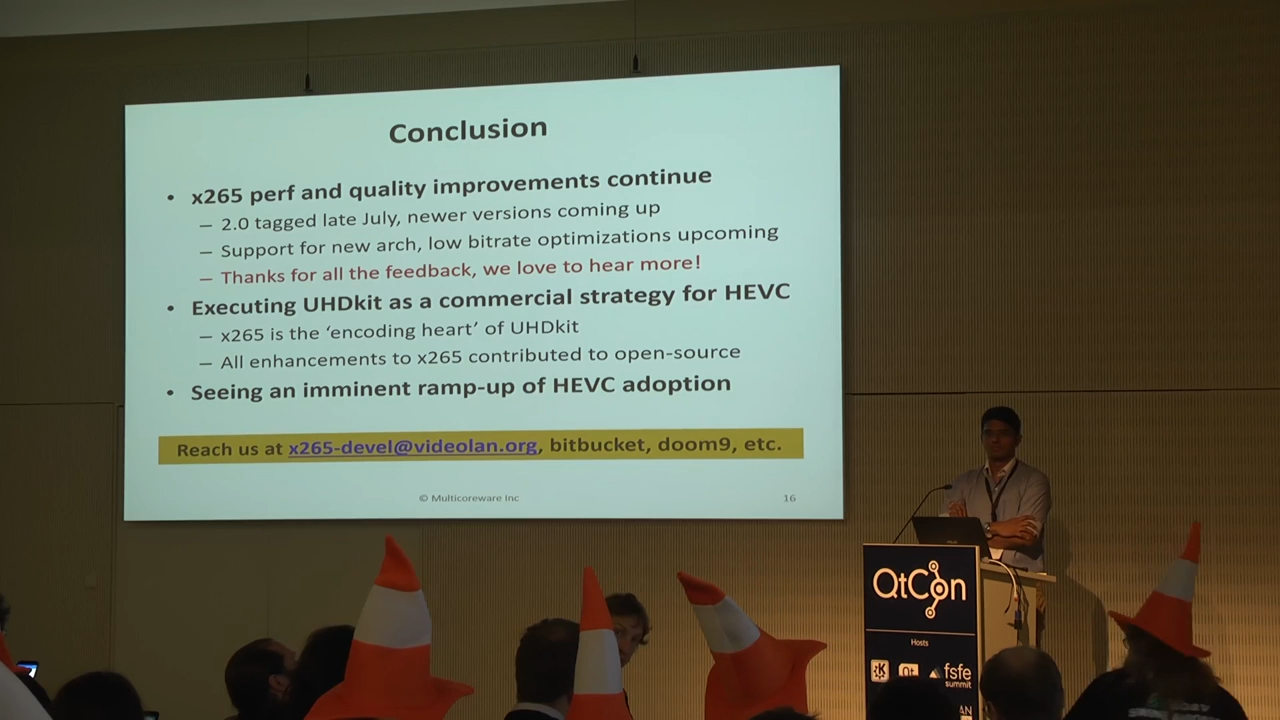 Conclusion
• x265 perf and quality improvements continue
– 2.0 tagged late July, newer versions coming up
– Support for new arch, low bitrate optimizations upcoming
– Thanks for all the feedback, we love to hear more!
• Executing UHDkit as a commercial strategy for HEVC
– x265 is the ‘encoding heart’ of UHDkit
– All enhancements to x265 contributed to open-source
• Seeing an imminent ramp-up of HEVC adoption
Reach us at x265-devel@videolan.org, bitbucket, doom9, etc.
© Multicoreware Inc
16
QtCon
Hosts
Qt
fsfe
summit